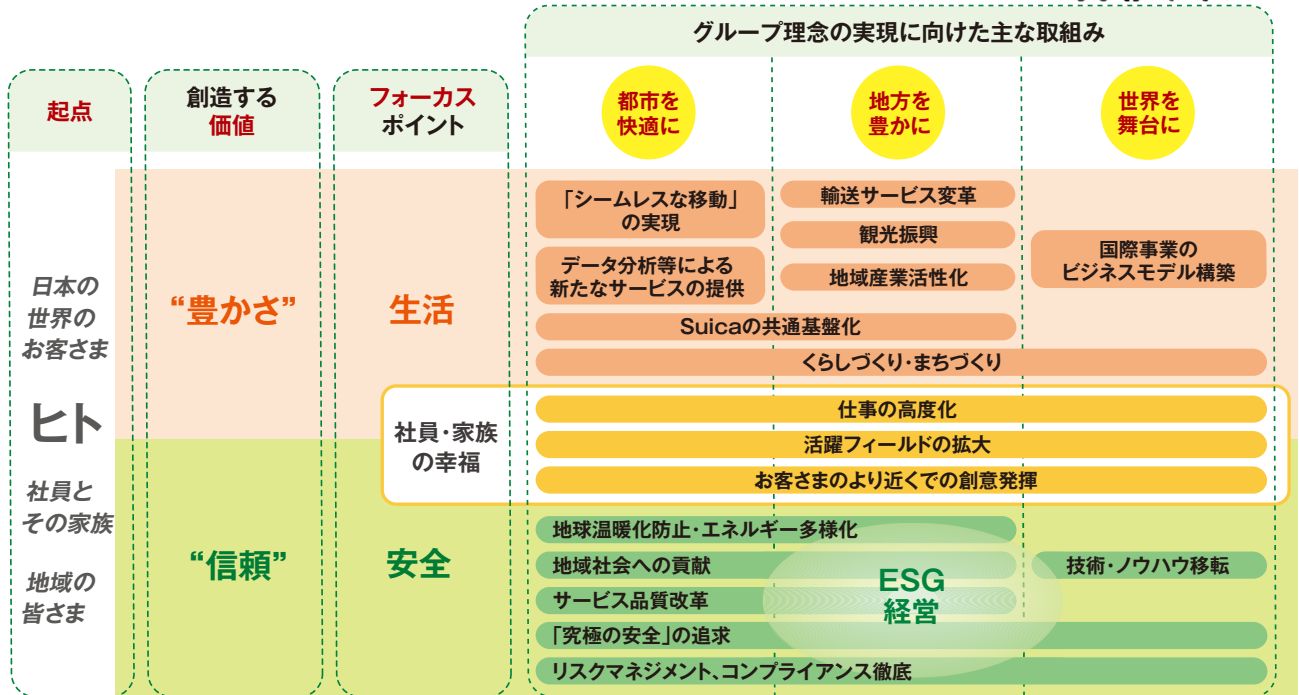 グループ理念の実現に向けた主な取組み
起点
創造する
価値
フォーカス
ポイント
都市を
快適に
地方を
豊かに
世界を
舞台に
日本の
世界の
お客さま
ヒト
社員と
その家族
地域の
皆さま
“豊かさ”
生活
「シームレスな移動」
の実現
データ分析等による
新たなサービスの提供
輸送サービス変革
観光振興
地域産業活性化
国際事業の
ビジネスモデル構築
Suicaの共通基盤化
くらしづくり・まちづくり
社員・家族
の幸福
仕事の高度化
活躍フィールドの拡大
お客さまのより近くでの創意発揮
“信頼”
安全
地球温暖化防止・エネルギー多様化
地域社会への貢献
サービス品質改革
「究極の安全」の追求
リスクマネジメント、コンプライアンス徹底
ESG
経営
技術・ノウハウ移転